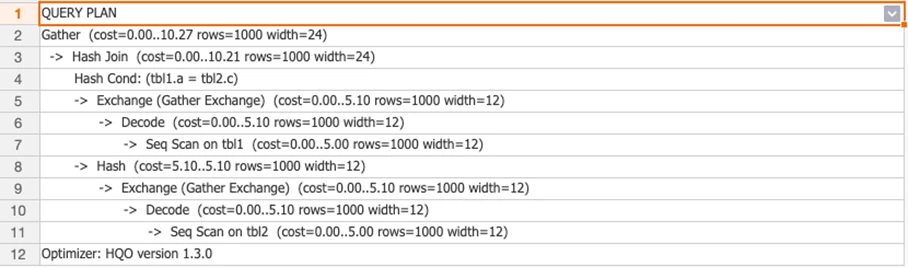 1 QUERY PLAN
2 Gather (cost=0.00..10.27 rows=1000 width=24)
3 -> Hash Join (cost=0.00..10.21 rows=1000 width=24)
4 Hash Cond: (tbl1.a = tbl2.c)
5 -> Exchange (Gather Exchange) (cost=0.00..5.10 rows=1000 width=12)
6 -> Decode (cost=0.00..5.10 rows=1000 width=12)
7 -> Seq Scan on tbl1 (cost=0.00..5.00 rows=1000 width=12)
8 -> Hash (cost=5.10..5.10 rows=1000 width=12)
9 -> Exchange (Gather Exchange) (cost=0.00..5.10 rows=1000 width=12)
10 -> Decode (cost=0.00..5.10 rows=1000 width=12)
11 -> Seq Scan on tbl2 (cost=0.00..5.00 rows=1000 width=12)
12 Optimizer: HQO version 1.3.0